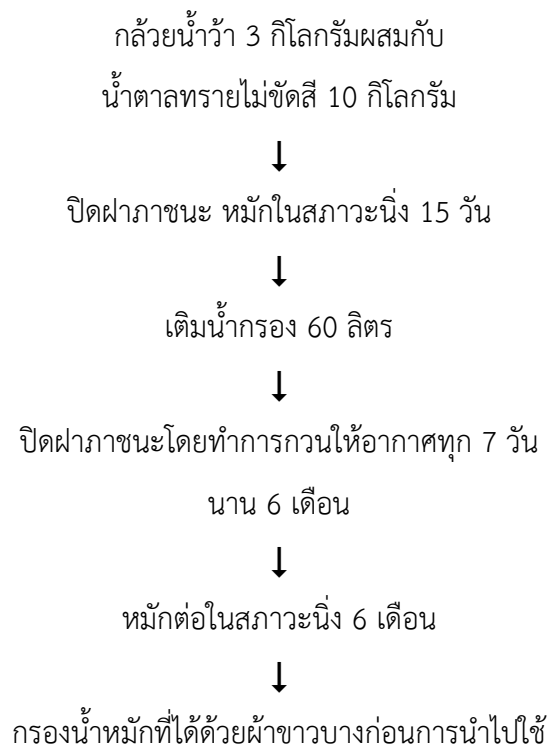 กล้วยน้ำว้า 3 กิโลกรัมผสมกับ
น้ำตาลทรายไม่ขัดสี 10 กิโลกรัม
ปิดฝาภาชนะ หมักในสภาวะนิ่ง 15 วัน
เติมน้ำกรอง 60 ลิตร
ปิดฝาภาชนะโดยทำการกวนให้อากาศทุก 7 วัน
นาน 6 เดือน
หมักต่อในสภาวะนิ่ง 6 เดือน
กรองน้ำหมักที่ได้ด้วยผ้าขาวบางก่อนการนำไปใช้